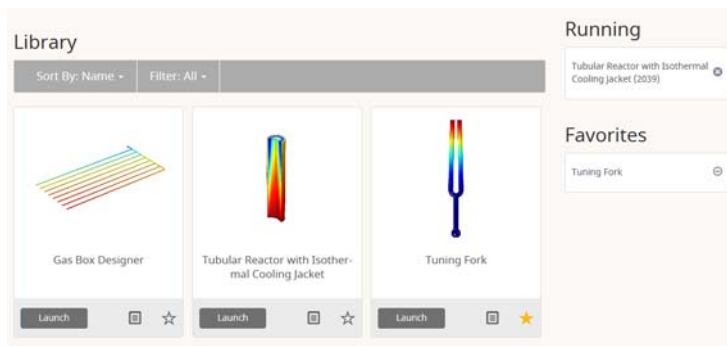 Library
Sort By: Name
Filter: All
Gas Box Designer
Launch
Tubular Reactor with Isother-
mal Cooling Jacket
Launch
Tuning Fork
Launch
Running
Tubular Reactor with Isothermal
Cooling Jacket (2039)
Favorites
Tuning Fork